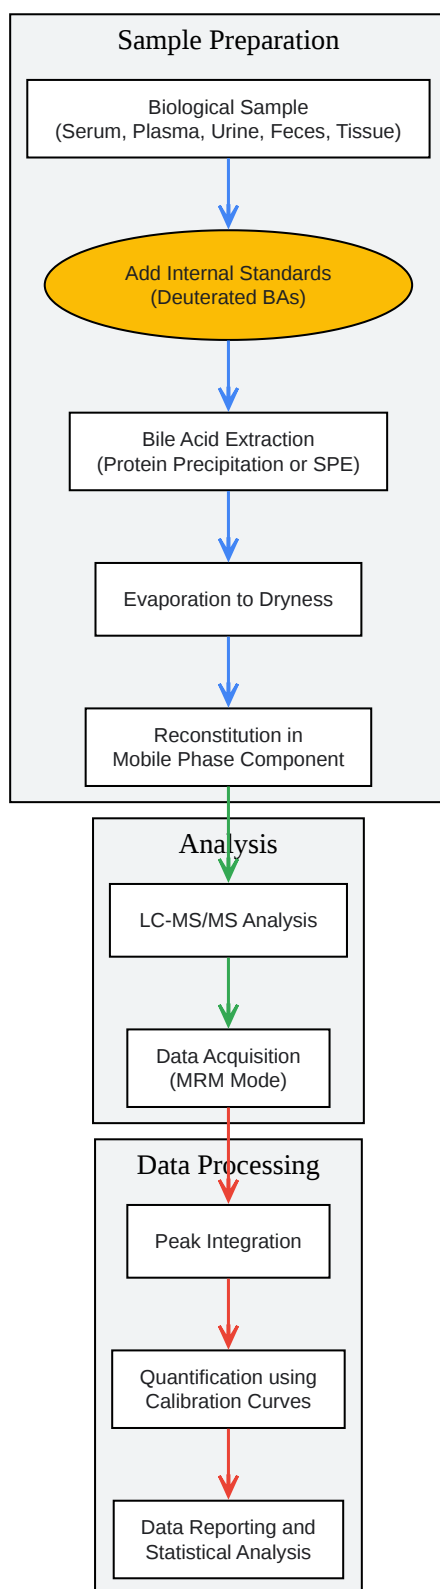 Sample Preparation
Biological Sample
(Serum, Plasma, Urine, Feces, Tissue)
Add Internal Standards
(Deuterated BAs)
Bile Acid Extraction
(Protein Precipitation or SPE)
Evaporation to Dryness
Reconstitution in
Mobile Phase Component
Analysis
LC-MS/MS Analysis
Data Acquisition
(MRM Mode)
Data Processing
Peak Integration
Quantification using
Calibration Curves
Data Reporting and
Statistical Analysis